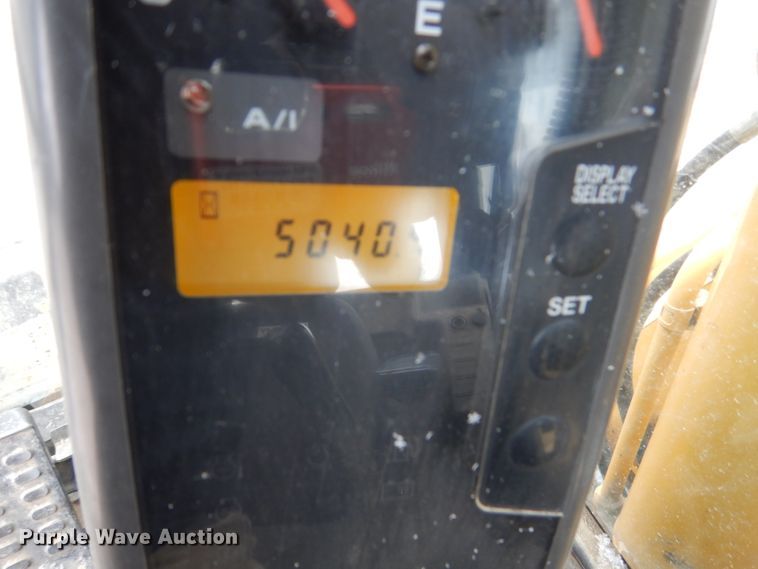 E
A/I
5040.
DISPLAY
SELECT
SET
Purple Wave Auction